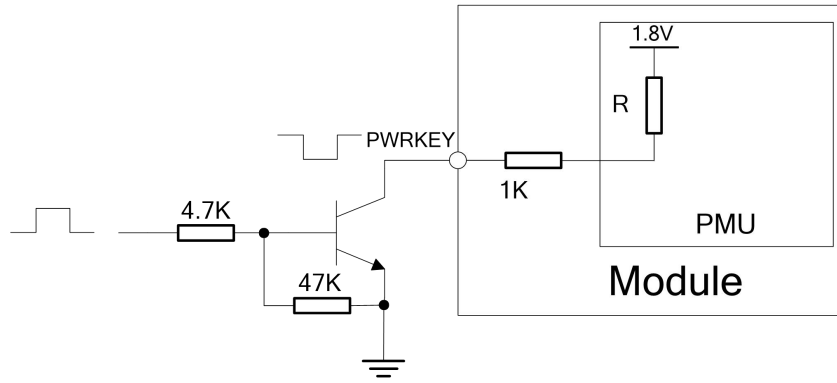 1.8V
R
PWRKEY
1K
4.7K
PMU
47K
Module